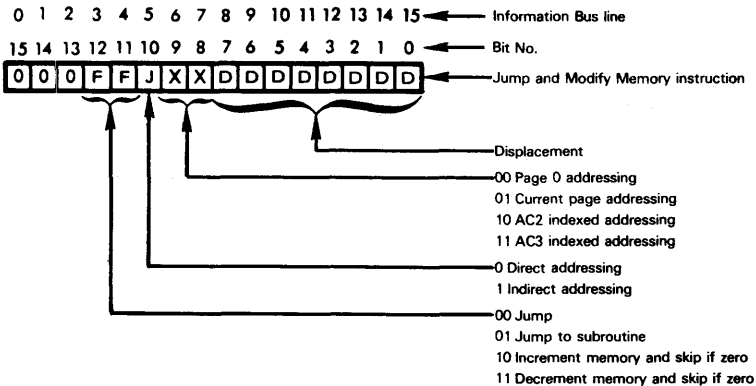 0 1 2 3 4 5 6 7 8 9 10 11 12 13 14 15 Information Bus line
15 14 13 12 11 10 9 8 7 6 5 4 3 2 1 0 Bit No.
0 0 0 F F J X X D D D D D D D D Jump and Modify Memory instruction
Displacement
00 Page 0 addressing
01 Current page addressing
10 AC2 indexed addressing
11 AC3 indexed addressing
0 Direct addressing
1 Indirect addressing
00 Jump
01 Jump to subroutine
10 Increment memory and skip if zero
11 Decrement memory and skip if zero